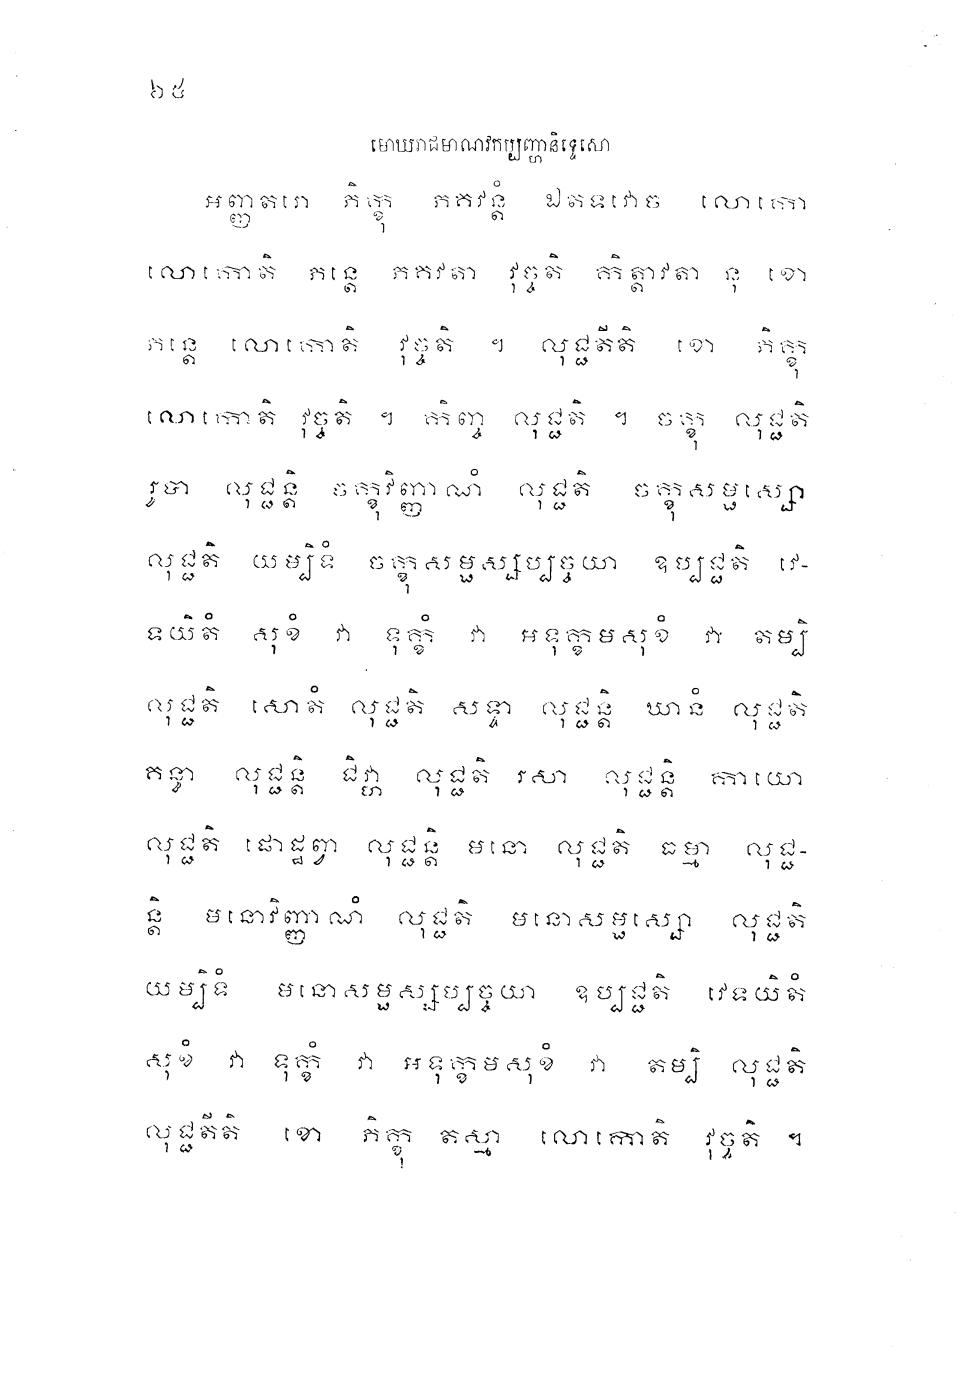 ៦៥
មោឃរាជមាណវកប្បញ្ហានិទ្ទេសោ
អញ្ញតរោ ភិក្ខុ ភគវន្តំ ឯតទវោច លោកោ
លោកោតិ ភន្តេ ភគវតា វុច្ចតិ កិត្តាវតា នុ ខោ
ភន្តេ លោកោតិ វុច្ចតិ ។ លុជ្ជតីតិ ខោ ភិក្ខុ
លោកោតិ វុច្ចតិ ។ កិញ្ច លុជ្ជតិ ។ ចក្ខុ លុជ្ជតិ
រូបា លុជ្ជន្តិ ចក្ខុវិញ្ញាណំ លុជ្ជតិ ចក្ខុសម្ផស្សោ
លុជ្ជតិ យម្បិទំ ចក្ខុសម្ផស្សប្បច្ចយា ឧប្បជ្ជតិ វេ-
ទយិតំ សុខំ វា ទុក្ខំ វា អទុក្ខមសុខំ វា តម្បិ
លុជ្ជតិ សោតំ លុជ្ជតិ សទ្ទា លុជ្ជន្តិ ឃានំ លុជ្ជតិ
គន្ធា លុជ្ជន្តិ ជិវ្ហា លុជ្ជតិ រសា លុជ្ជន្តិ កាយោ
លុជ្ជតិ ផោដ្ឋព្វា លុជ្ជន្តិ មនោ លុជ្ជតិ ធម្មា លុជ្ជ-
ន្តិ មនោវិញ្ញាណំ លុជ្ជតិ មនោសម្ផស្សោ លុជ្ជតិ
យម្បិទំ មនោសម្ផស្សប្បច្ចយា ឧប្បជ្ជតិ វេទយិតំ
សុខំ វា ទុក្ខំ វា អទុក្ខមសុខំ វា តម្បិ លុជ្ជតិ
លុជ្ជតីតិ ខោ ភិក្ខុ តស្មា លោកោតិ វុច្ចតិ ។